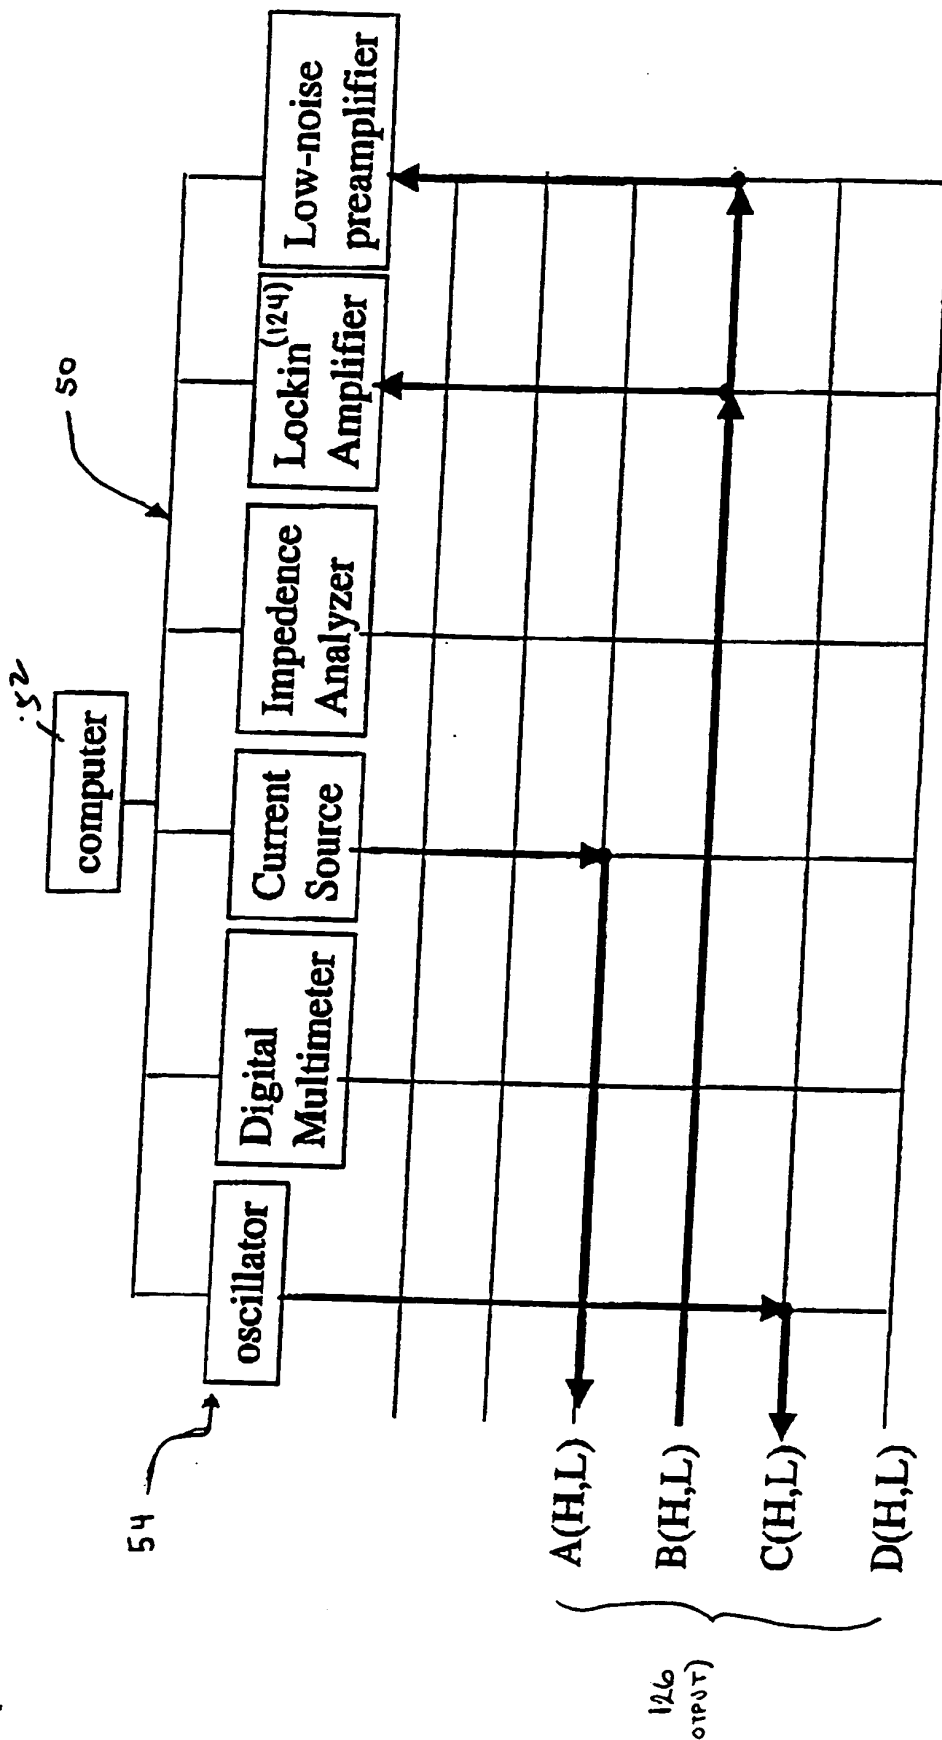 50
:52
computer
54
oscillator
Digital
Multimeter
Current
Source
Impedence
Analyzer
Lockin (124)
Amplifier
Low-noise
preamplifier
A(H,L)
B(H,L)
C(H,L)
D(H,L)
126
OTPUT)